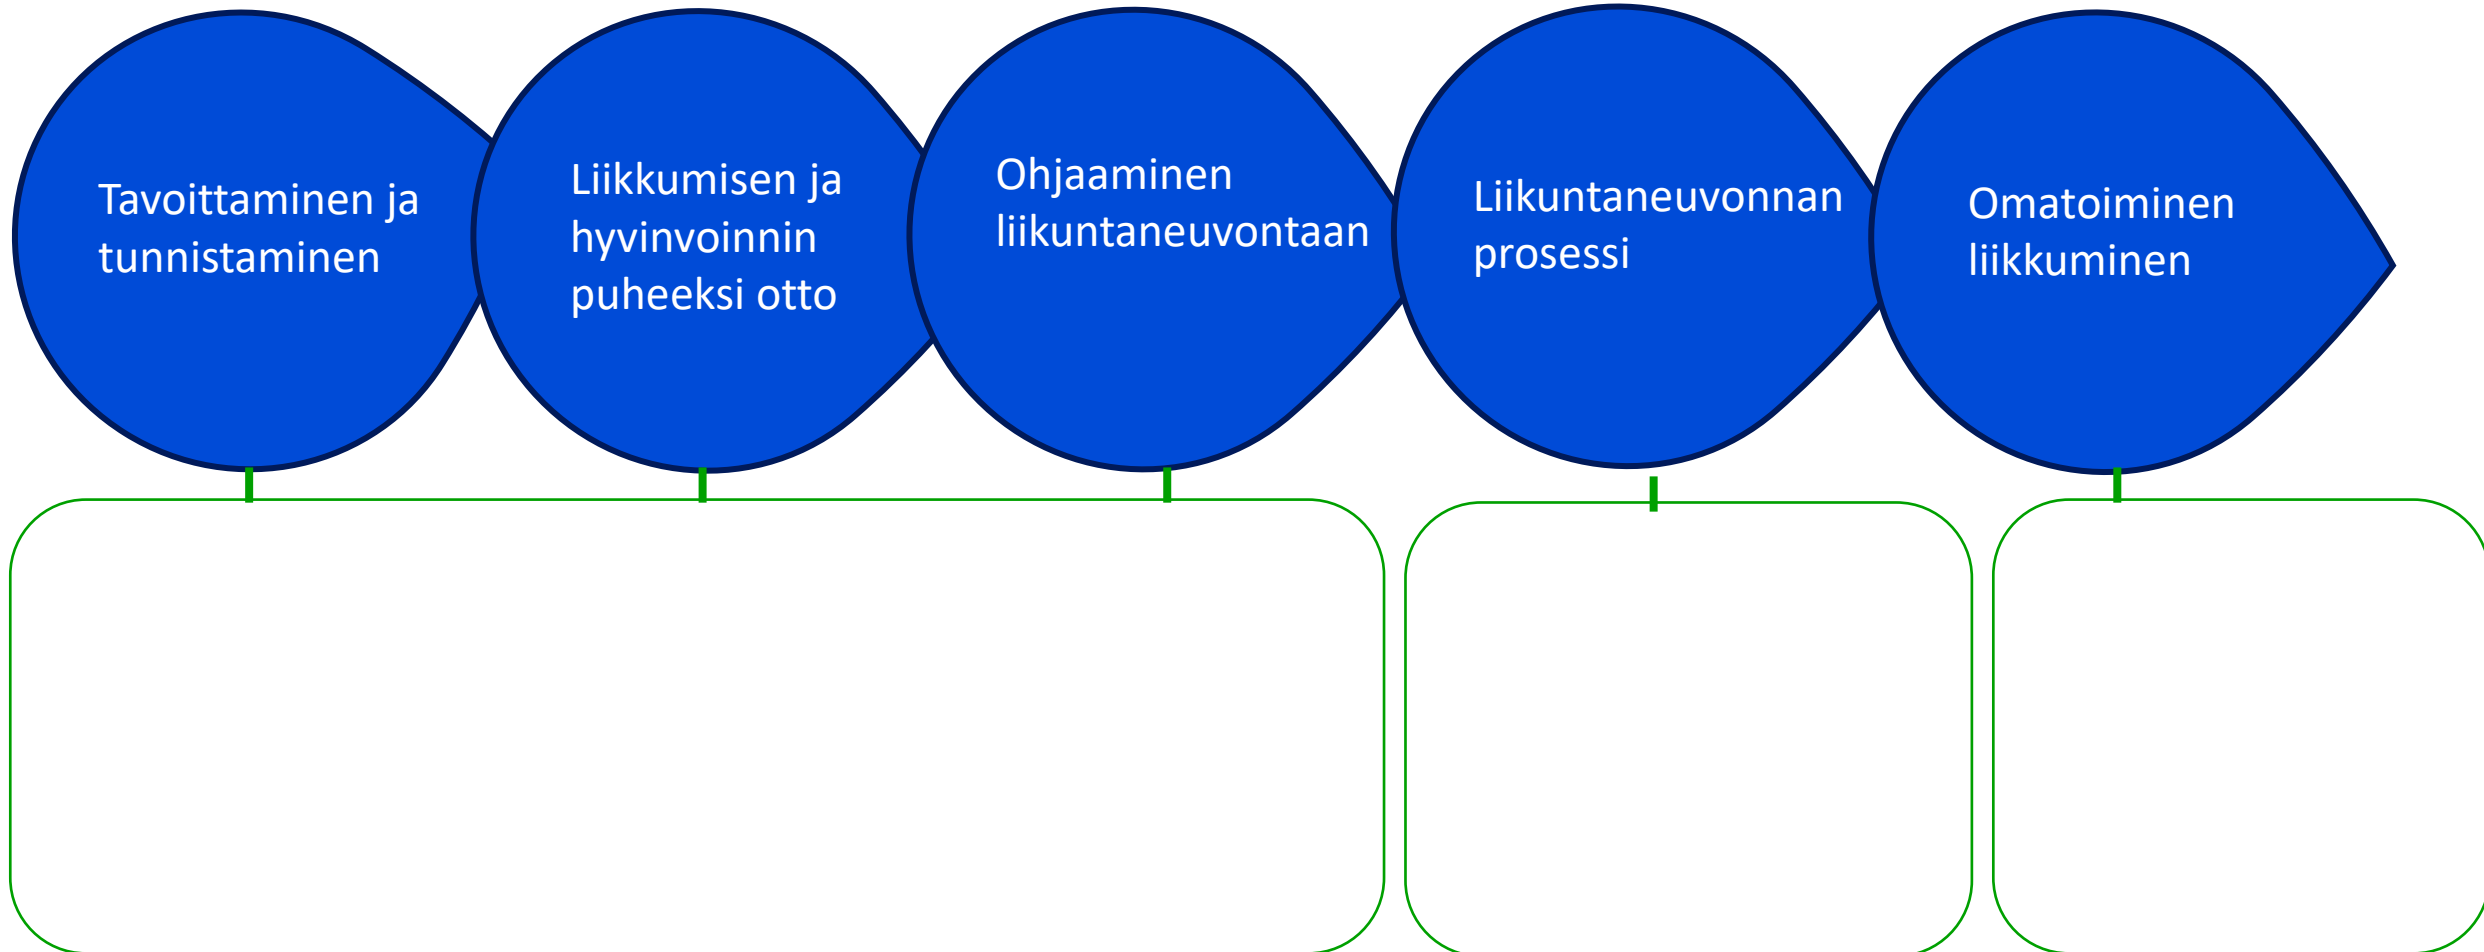 Tavoittaminen ja
tunnistaminen
Liikkumisen ja
hyvinvoinnin
puheeksi otto
Ohjaaminen
liikuntaneuvontaan
Liikuntaneuvonnan
prosessi
Omatoiminen
liikkuminen